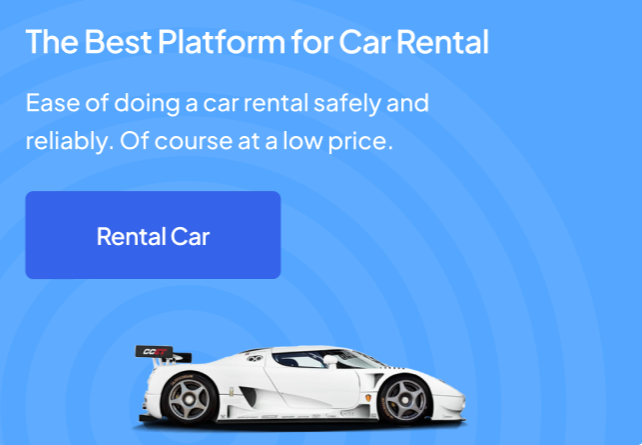 The Best Platform for Car Rental
Ease of doing a car rental safely and
reliably. Of course at a low price.
Rental Car